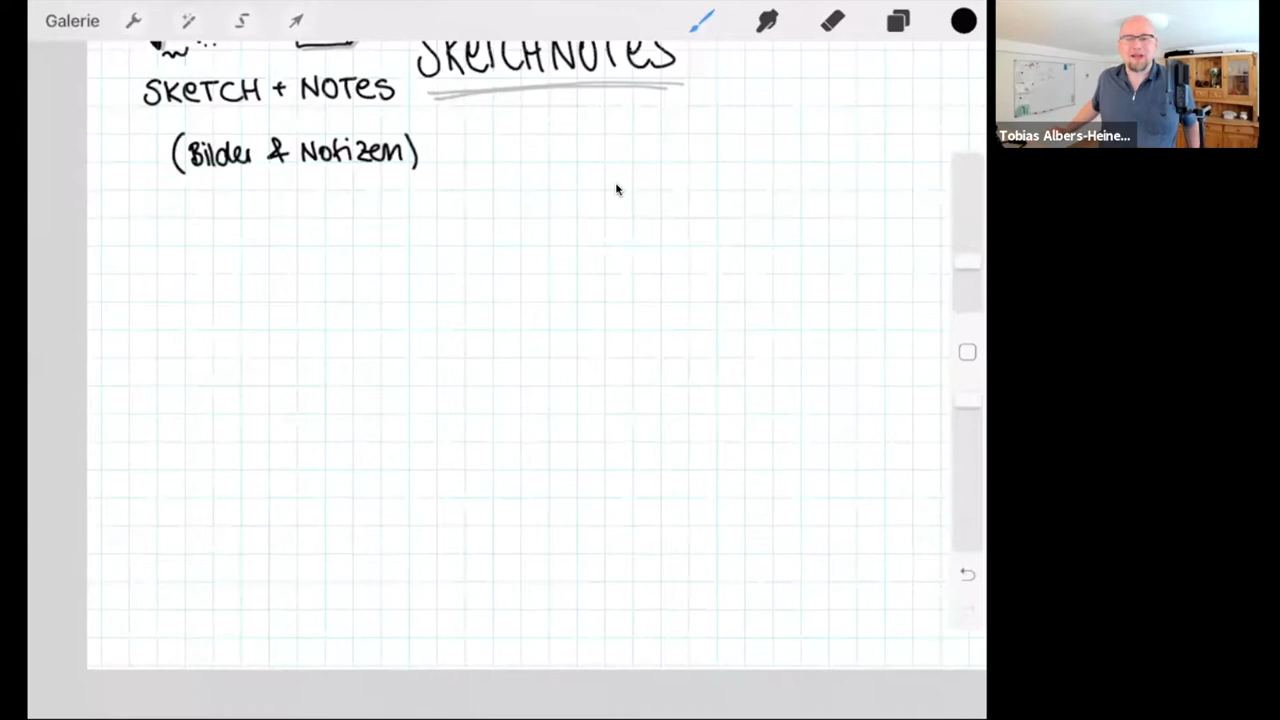 Galerie
SKETCHNOTES
SKETCH + NOTES
(Bilder & Notizen)
Tobias Albers-Heine...